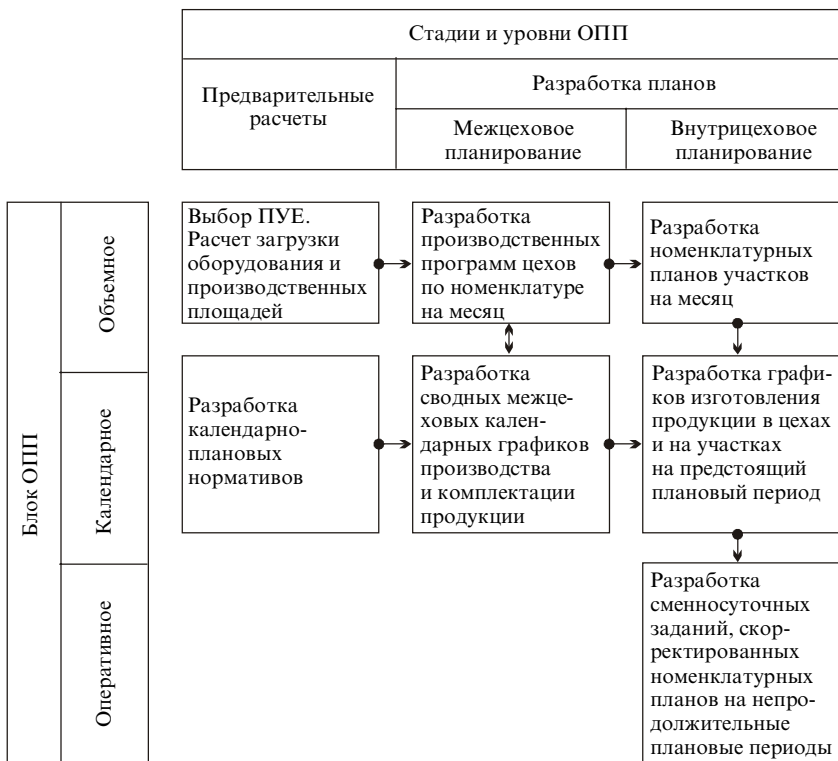 Стадии и уровни ОПП
Предварительные
расчеты
Разработка планов
Межцеховое
планирование
Внутрицеховое
планирование
Блок ОПП
Объемное
Выбор ПУЕ.
Расчет загрузки
оборудования и
производственных
площадей
Разработка
производственных
программ цехов
по номенклатуре
на месяц
Разработка
номенклатурных
планов участков
на месяц
Календарное
Разработка
календарно-
плановых
нормативов
Разработка
сводных межце-
ховых кален-
дарных графиков
производства
и комплектации
продукции
Разработка графи-
ков изготовления
продукции в цехах
и на участках
на предстоящий
плановый период
Оперативное
Разработка
сменносуточных
заданий, скор-
ректированных
номенклатурных
планов на непро-
должительные
плановые периоды